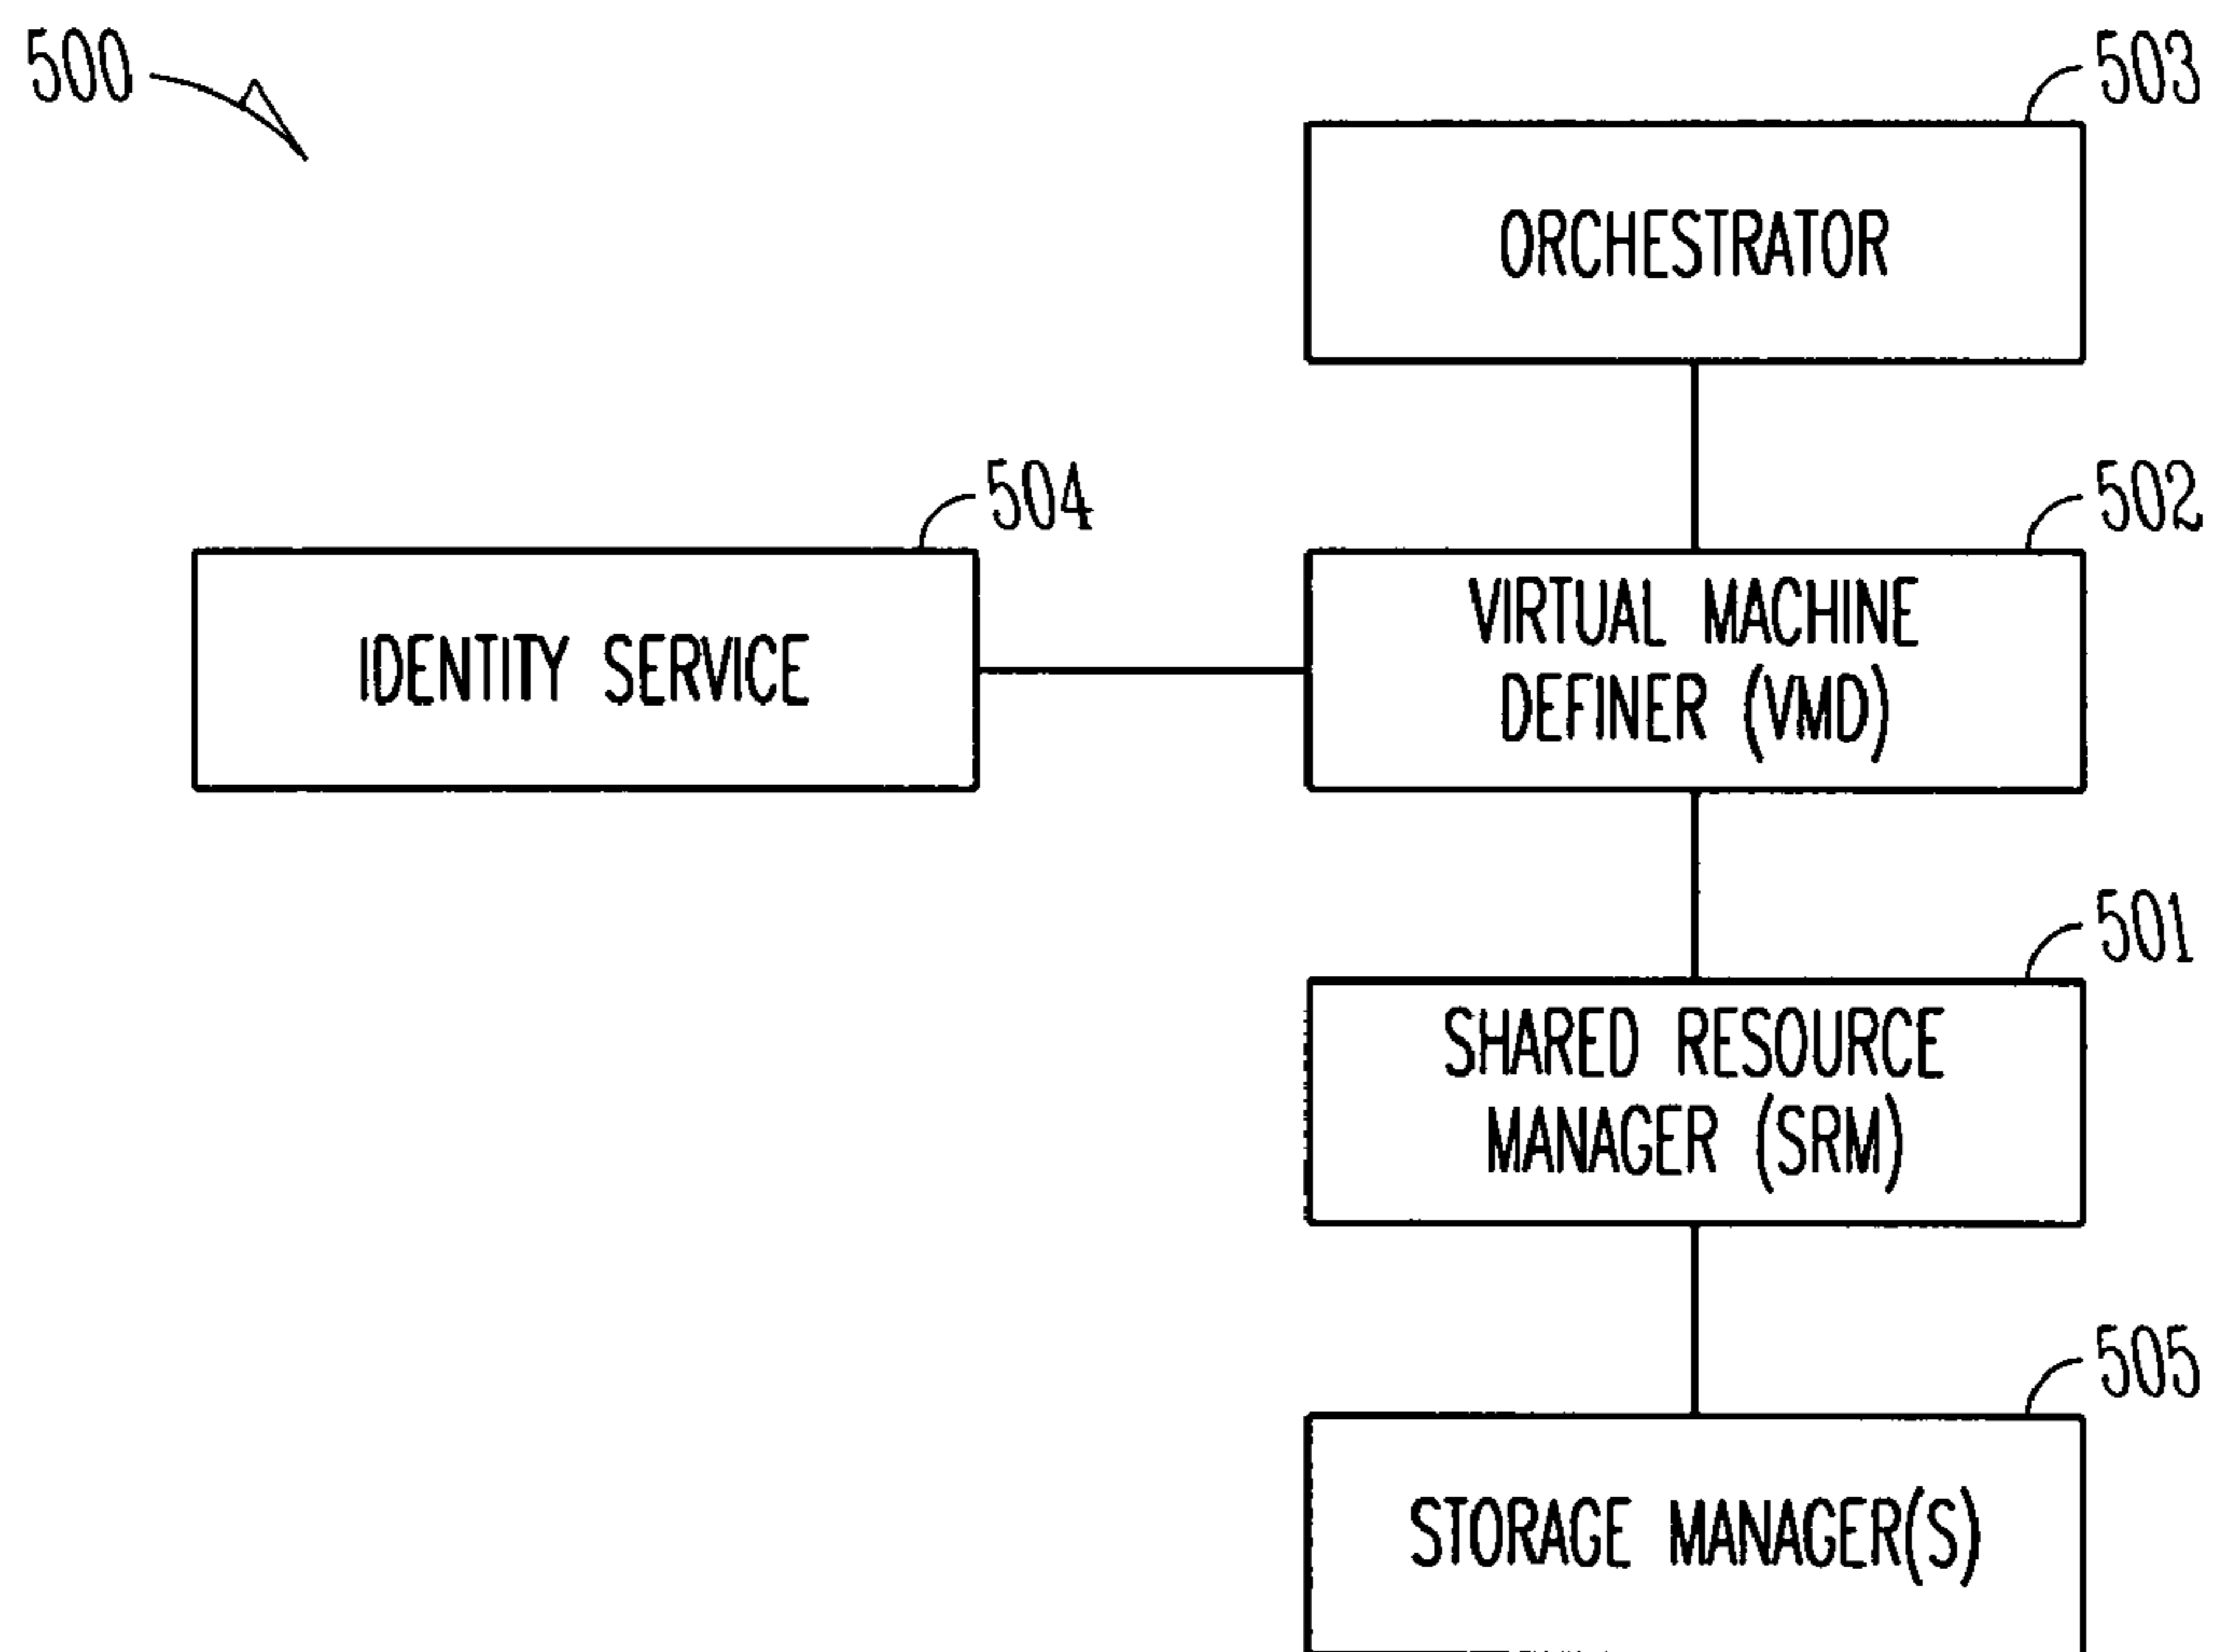 500
503
ORCHESTRATOR
504
502
IDENTITY SERVICE
VIRTUAL MACHINE
DEFINER (VMD)
501
SHARED RESOURCE
MANAGER (SRM)
505
STORAGE MANAGER(S)